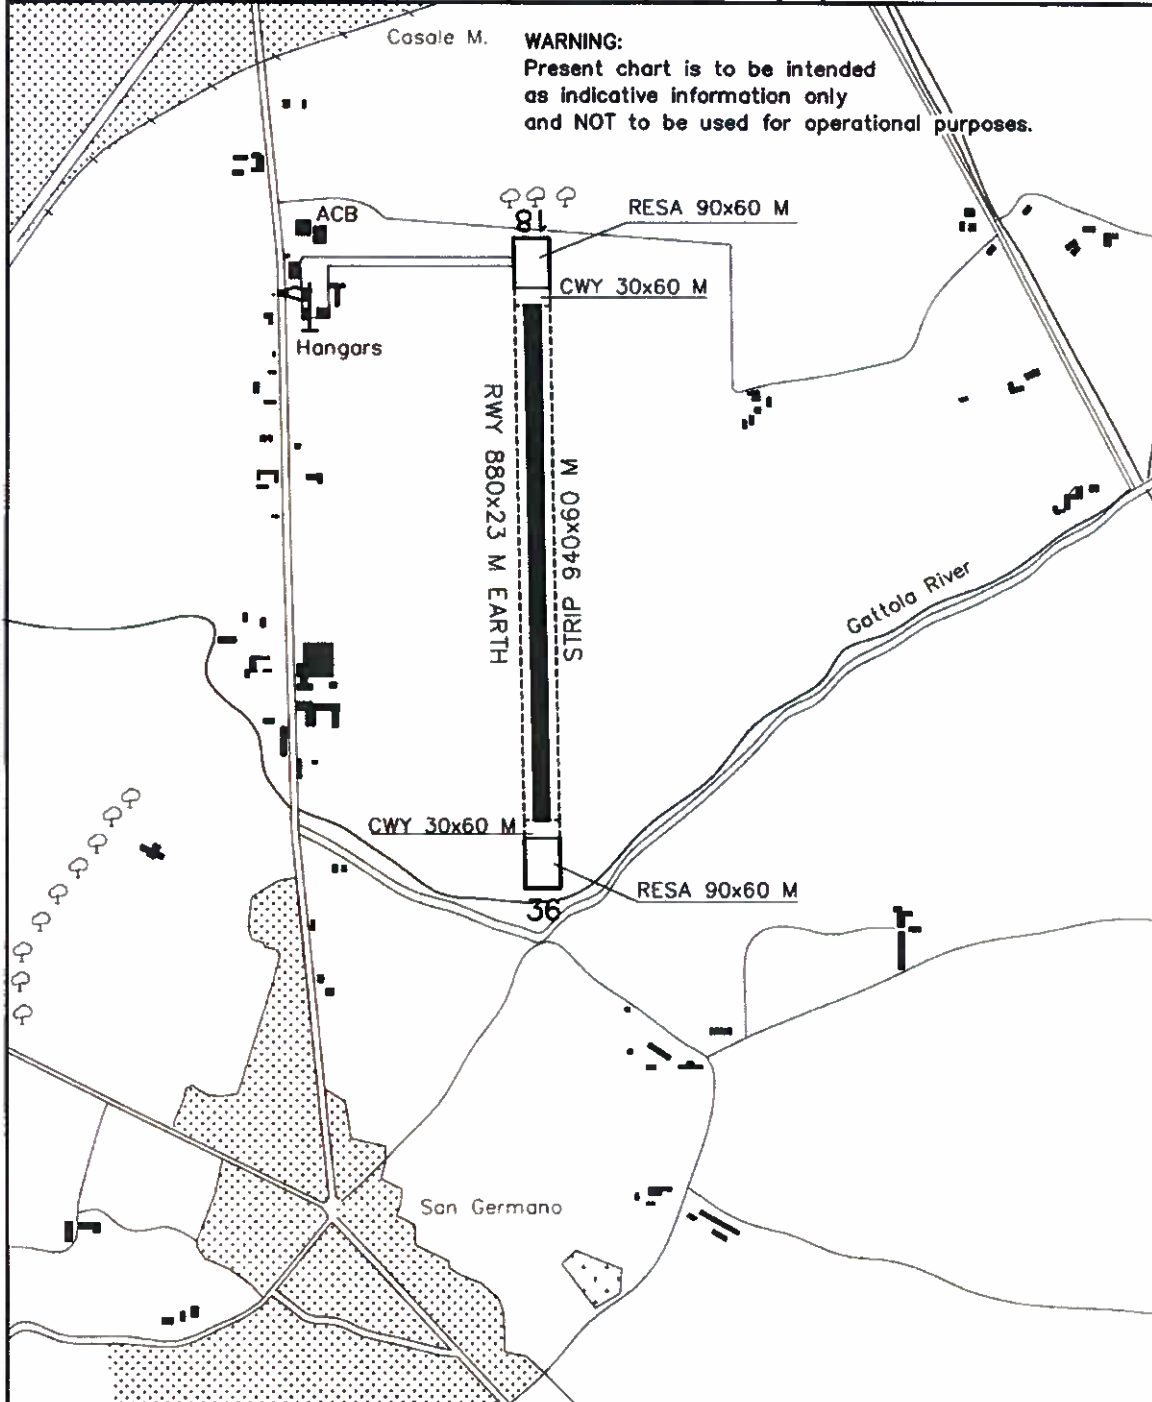 Casale M.
WARNING:
Present chart is to be intended
as indicative information only
and NOT to be used for operational purposes.
ACB
18
RESA 90x60 M
CWY 30x60 M
Hangars
RWY 880x23 M EARTH
STRIP 940x60 M
Gattola River
CWY 30x60 M
RESA 90x60 M
36
San Germano